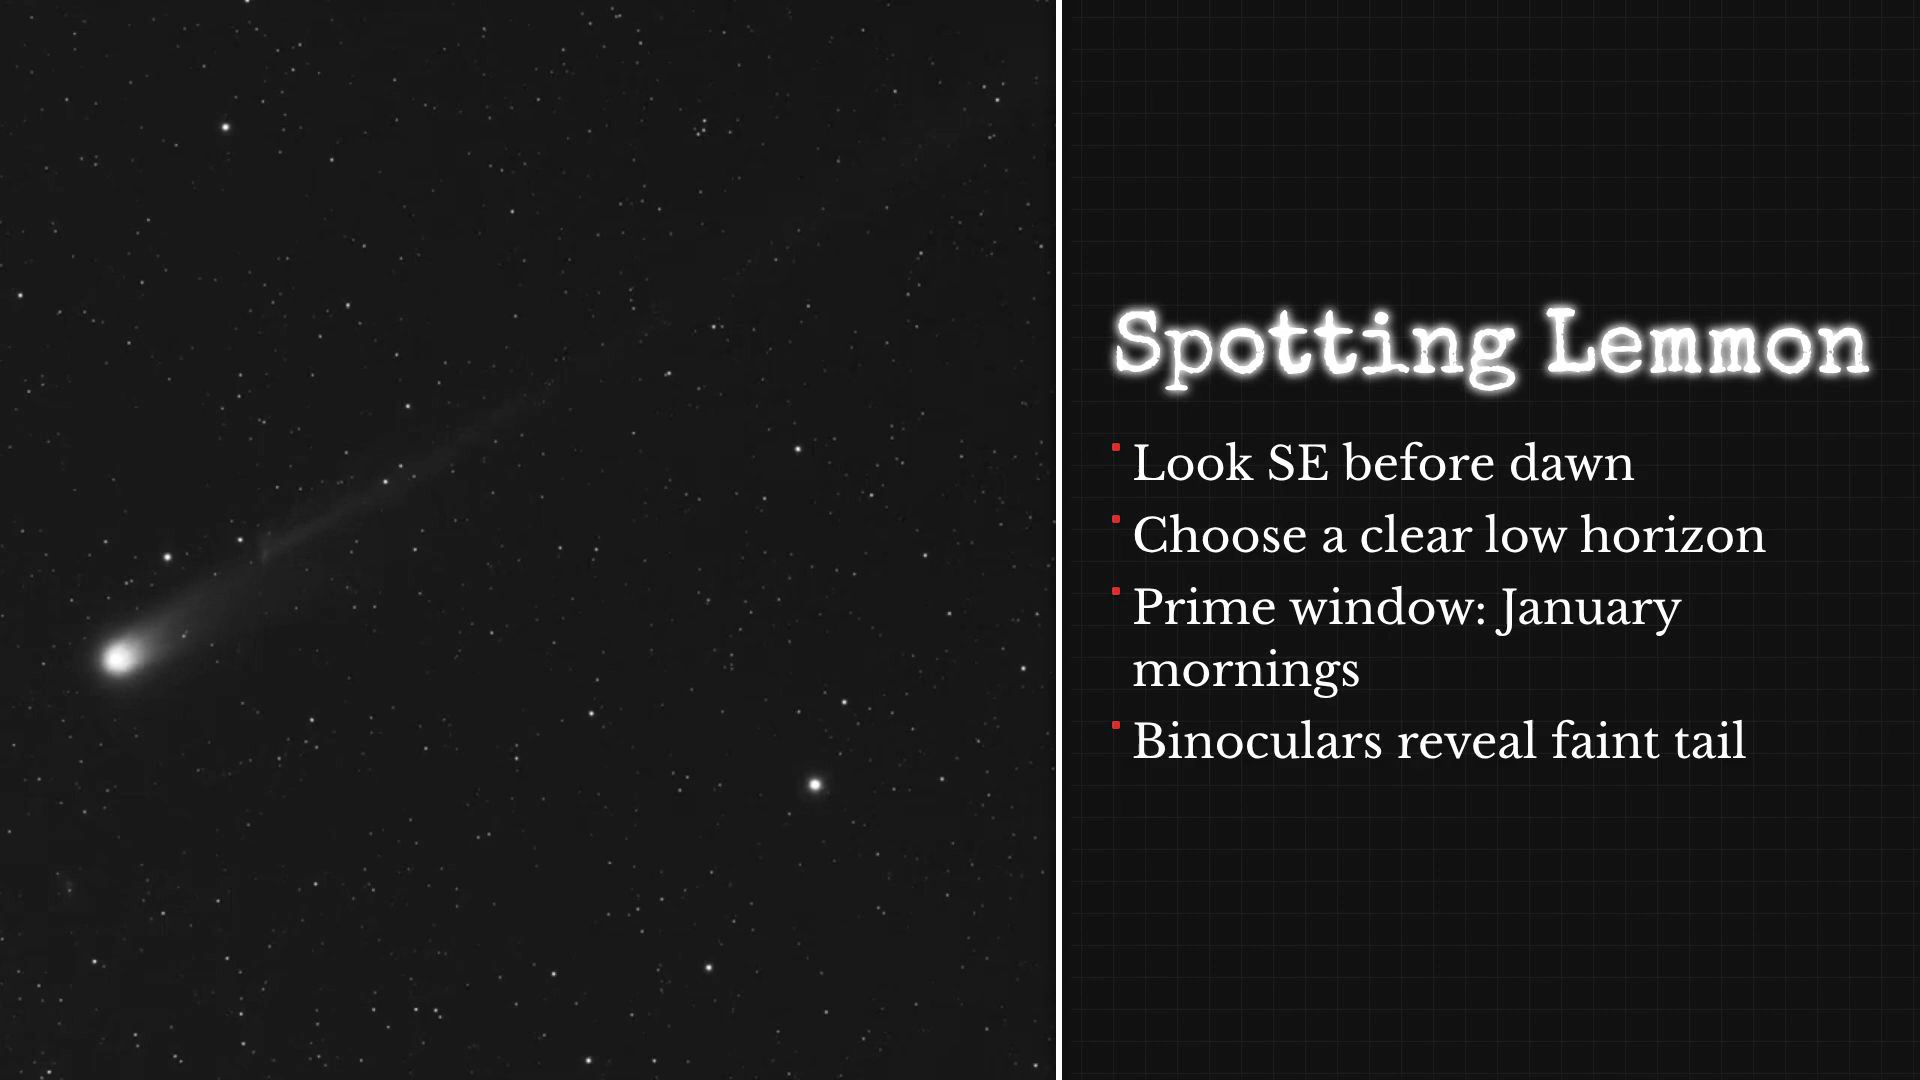 Spotting Lemmon
Look SE before dawn
Choose a clear low horizon
Prime window: January
mornings
Binoculars reveal faint tail